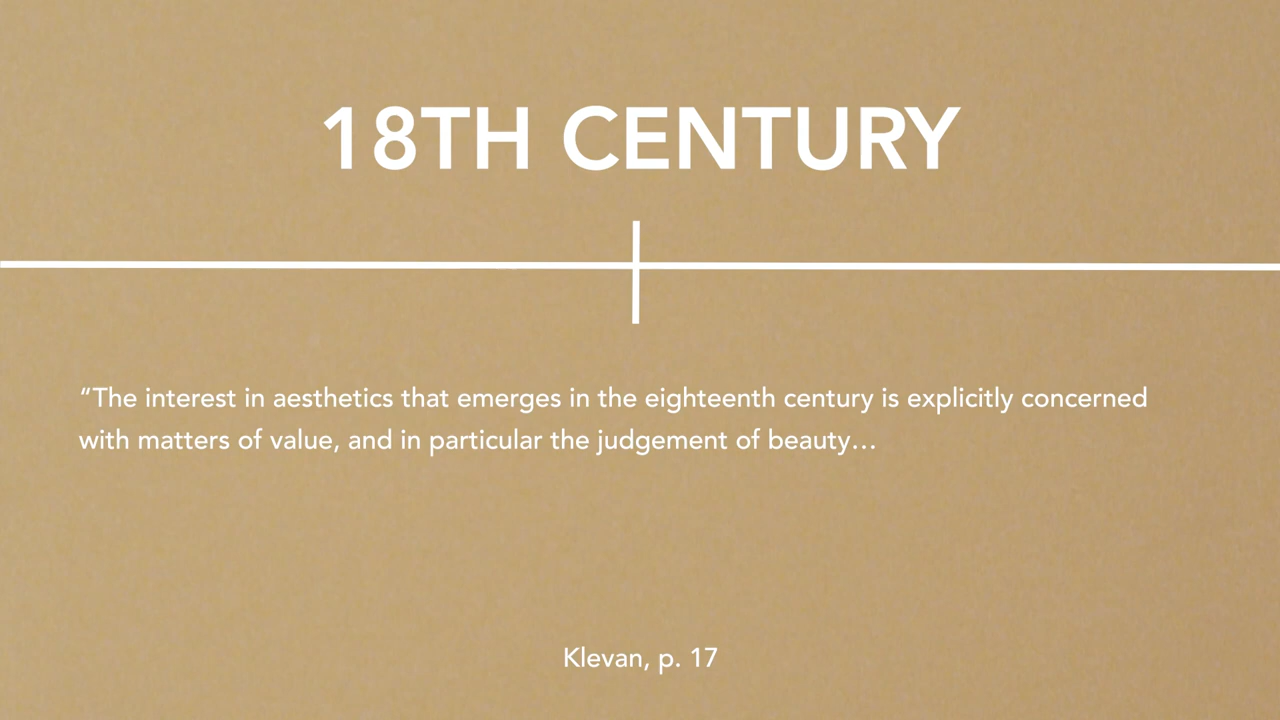 18TH CENTURY
“The interest in aesthetics that emerges in the eighteenth century is explicitly concerned
with matters of value, and in particular the judgement of beauty…
Klevan, p. 17